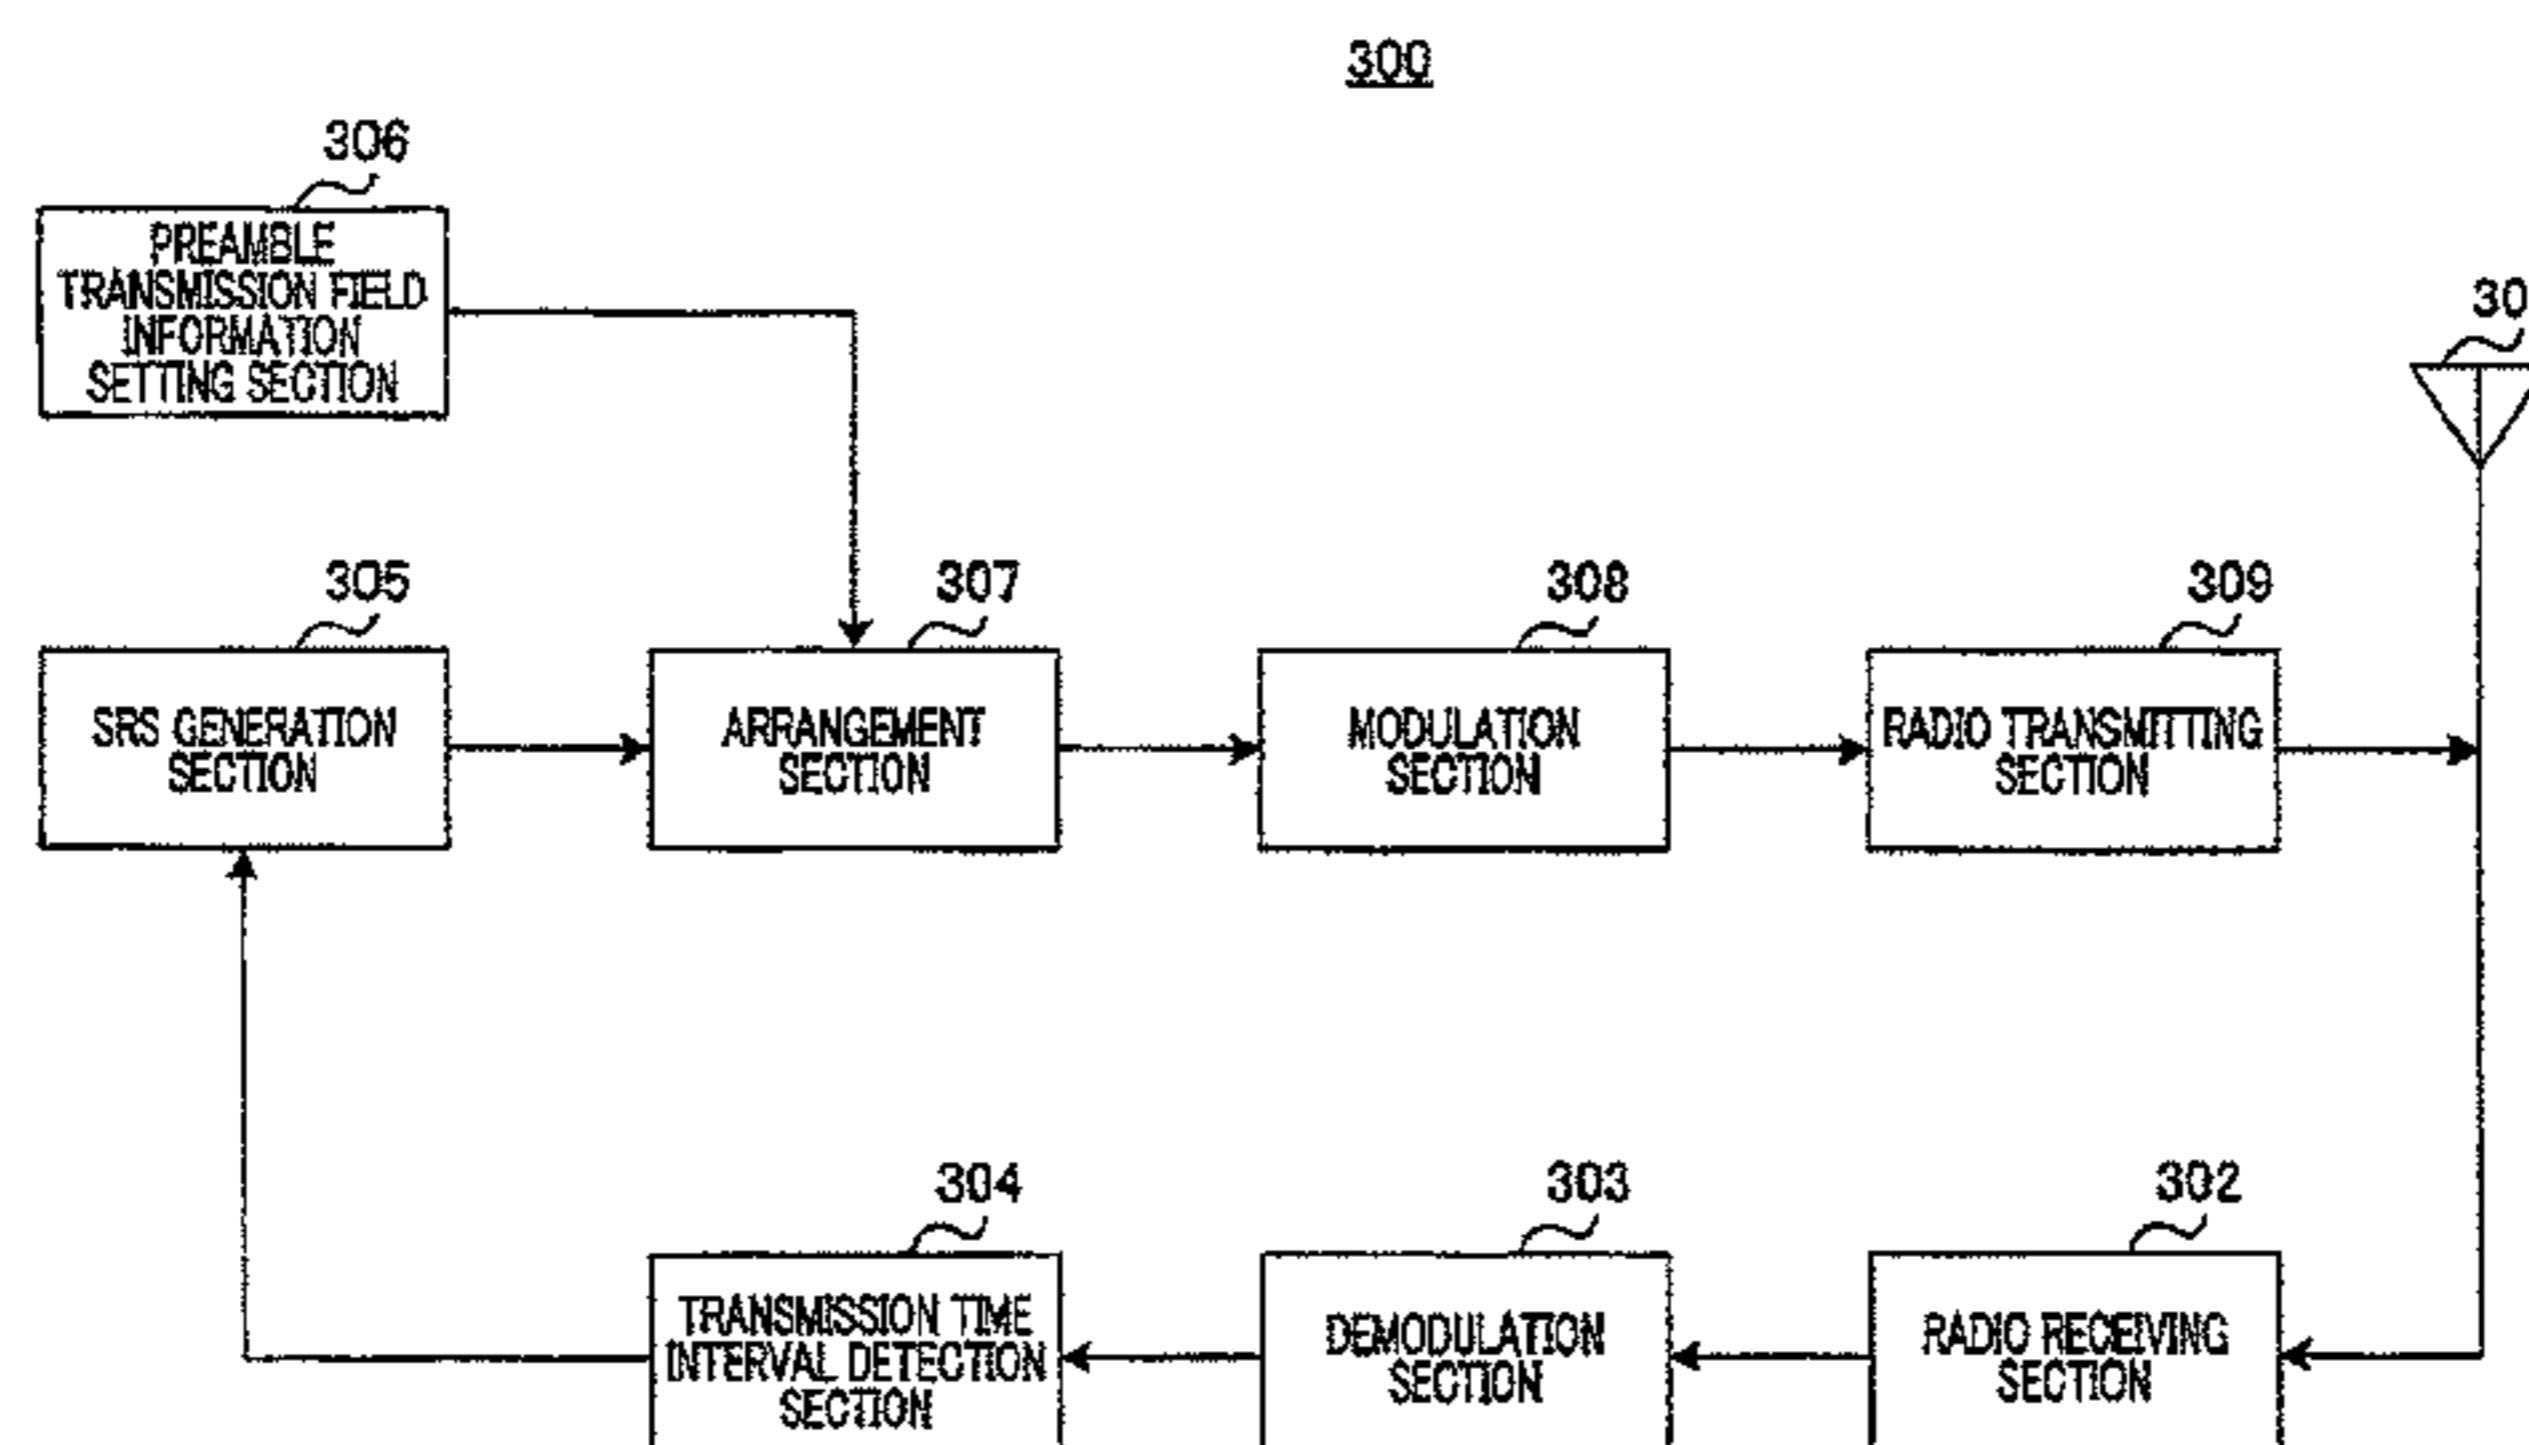 300
306
PREAMBLE
TRANSMISSION FIELD
INFORMATION
SETTING SECTION
30
305
307
308
309
SRS GENERATION
SECTION
ARRANGEMENT
SECTION
MODULATION
SECTION
RADIO TRANSMITTING
SECTION
304
303
302
TRANSMISSION TIME
INTERVAL DETECTION
SECTION
DEMODULATION
SECTION
RADIO RECEIVING
SECTION